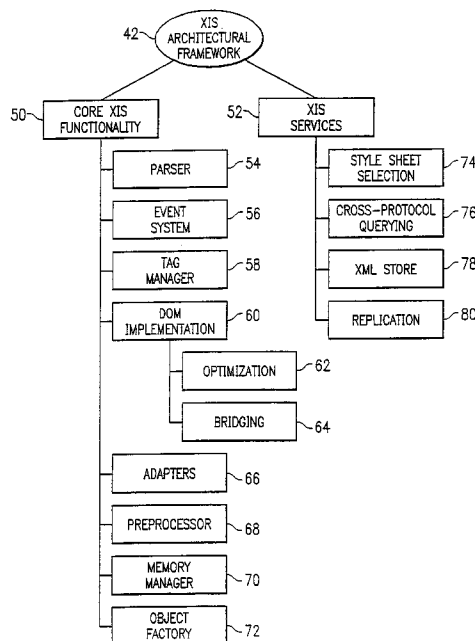 XIS
ARCHITECTURAL
FRAMEWORK
42
50
CORE XIS
FUNCTIONALITY
52
XIS
SERVICES
PARSER
54
EVENT
SYSTEM
56
TAG
MANAGER
58
DOM
IMPLEMENTATION
60
OPTIMIZATION
62
BRIDGING
64
ADAPTERS
66
PREPROCESSOR
68
MEMORY
MANAGER
70
OBJECT
FACTORY
72
STYLE SHEET
SELECTION
74
CROSS-PROTOCOL
QUERYING
76
XML STORE
78
REPLICATION
80